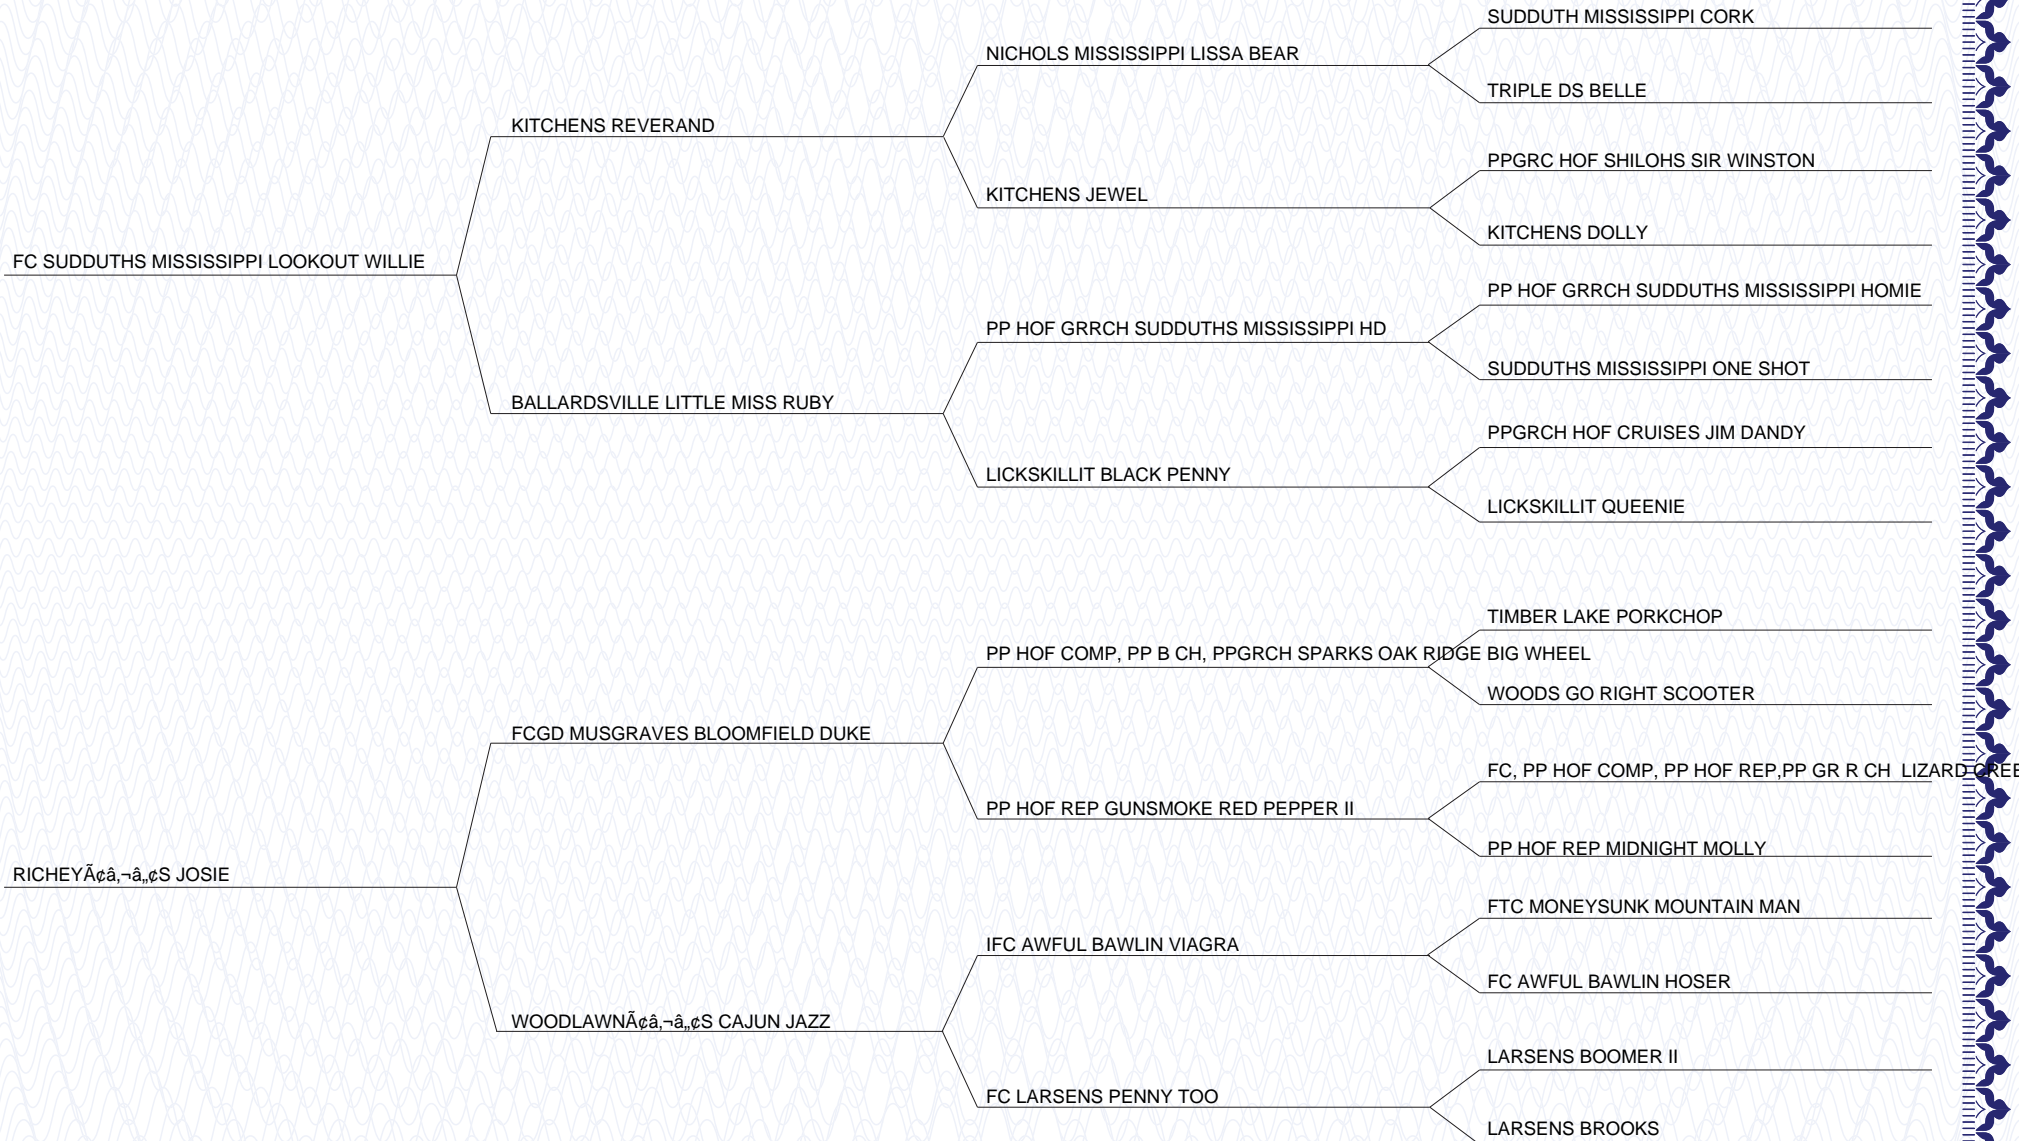 SUDDUTH MISSISSIPPI CORK
NICHOLS MISSISSIPPI LISSA BEAR
TRIPLE DS BELLE
KITCHENS REVERAND
PPGRC HOF SHILOHS SIR WINSTON
KITCHENS JEWEL
KITCHENS DOLLY
FC SUDDUTHS MISSISSIPPI LOOKOUT WILLIE
PP HOF GRRCH SUDDUTHS MISSISSIPPI HOMIE
PP HOF GRRCH SUDDUTHS MISSISSIPPI HD
SUDDUTHS MISSISSIPPI ONE SHOT
BALLARDSVILLE LITTLE MISS RUBY
PPGRCH HOF CRUISES JIM DANDY
LICKSKILLIT BLACK PENNY
LICKSKILLIT QUEENIE
TIMBER LAKE PORKCHOP
PP HOF COMP, PP B CH, PPGRCH SPARKS OAK RIDGE BIG WHEEL
WOODS GO RIGHT SCOOTER
FCGD MUSGRAVES BLOOMFIELD DUKE
FC, PP HOF COMP, PP HOF REP,PP GR R CH LIZARD
PP HOF REP GUNSMOKE RED PEPPER II
PP HOF REP MIDNIGHT MOLLY
RICHEYÃ¢â‚¬â„¢S JOSIE
FTC MONEYSUNK MOUNTAIN MAN
IFC AWFUL BAWLIN VIAGRA
FC AWFUL BAWLIN HOSER
WOODLAWNÃ¢â‚¬â„¢S CAJUN JAZZ
LARSENS BOOMER II
FC LARSENS PENNY TOO
LARSENS BROOKS